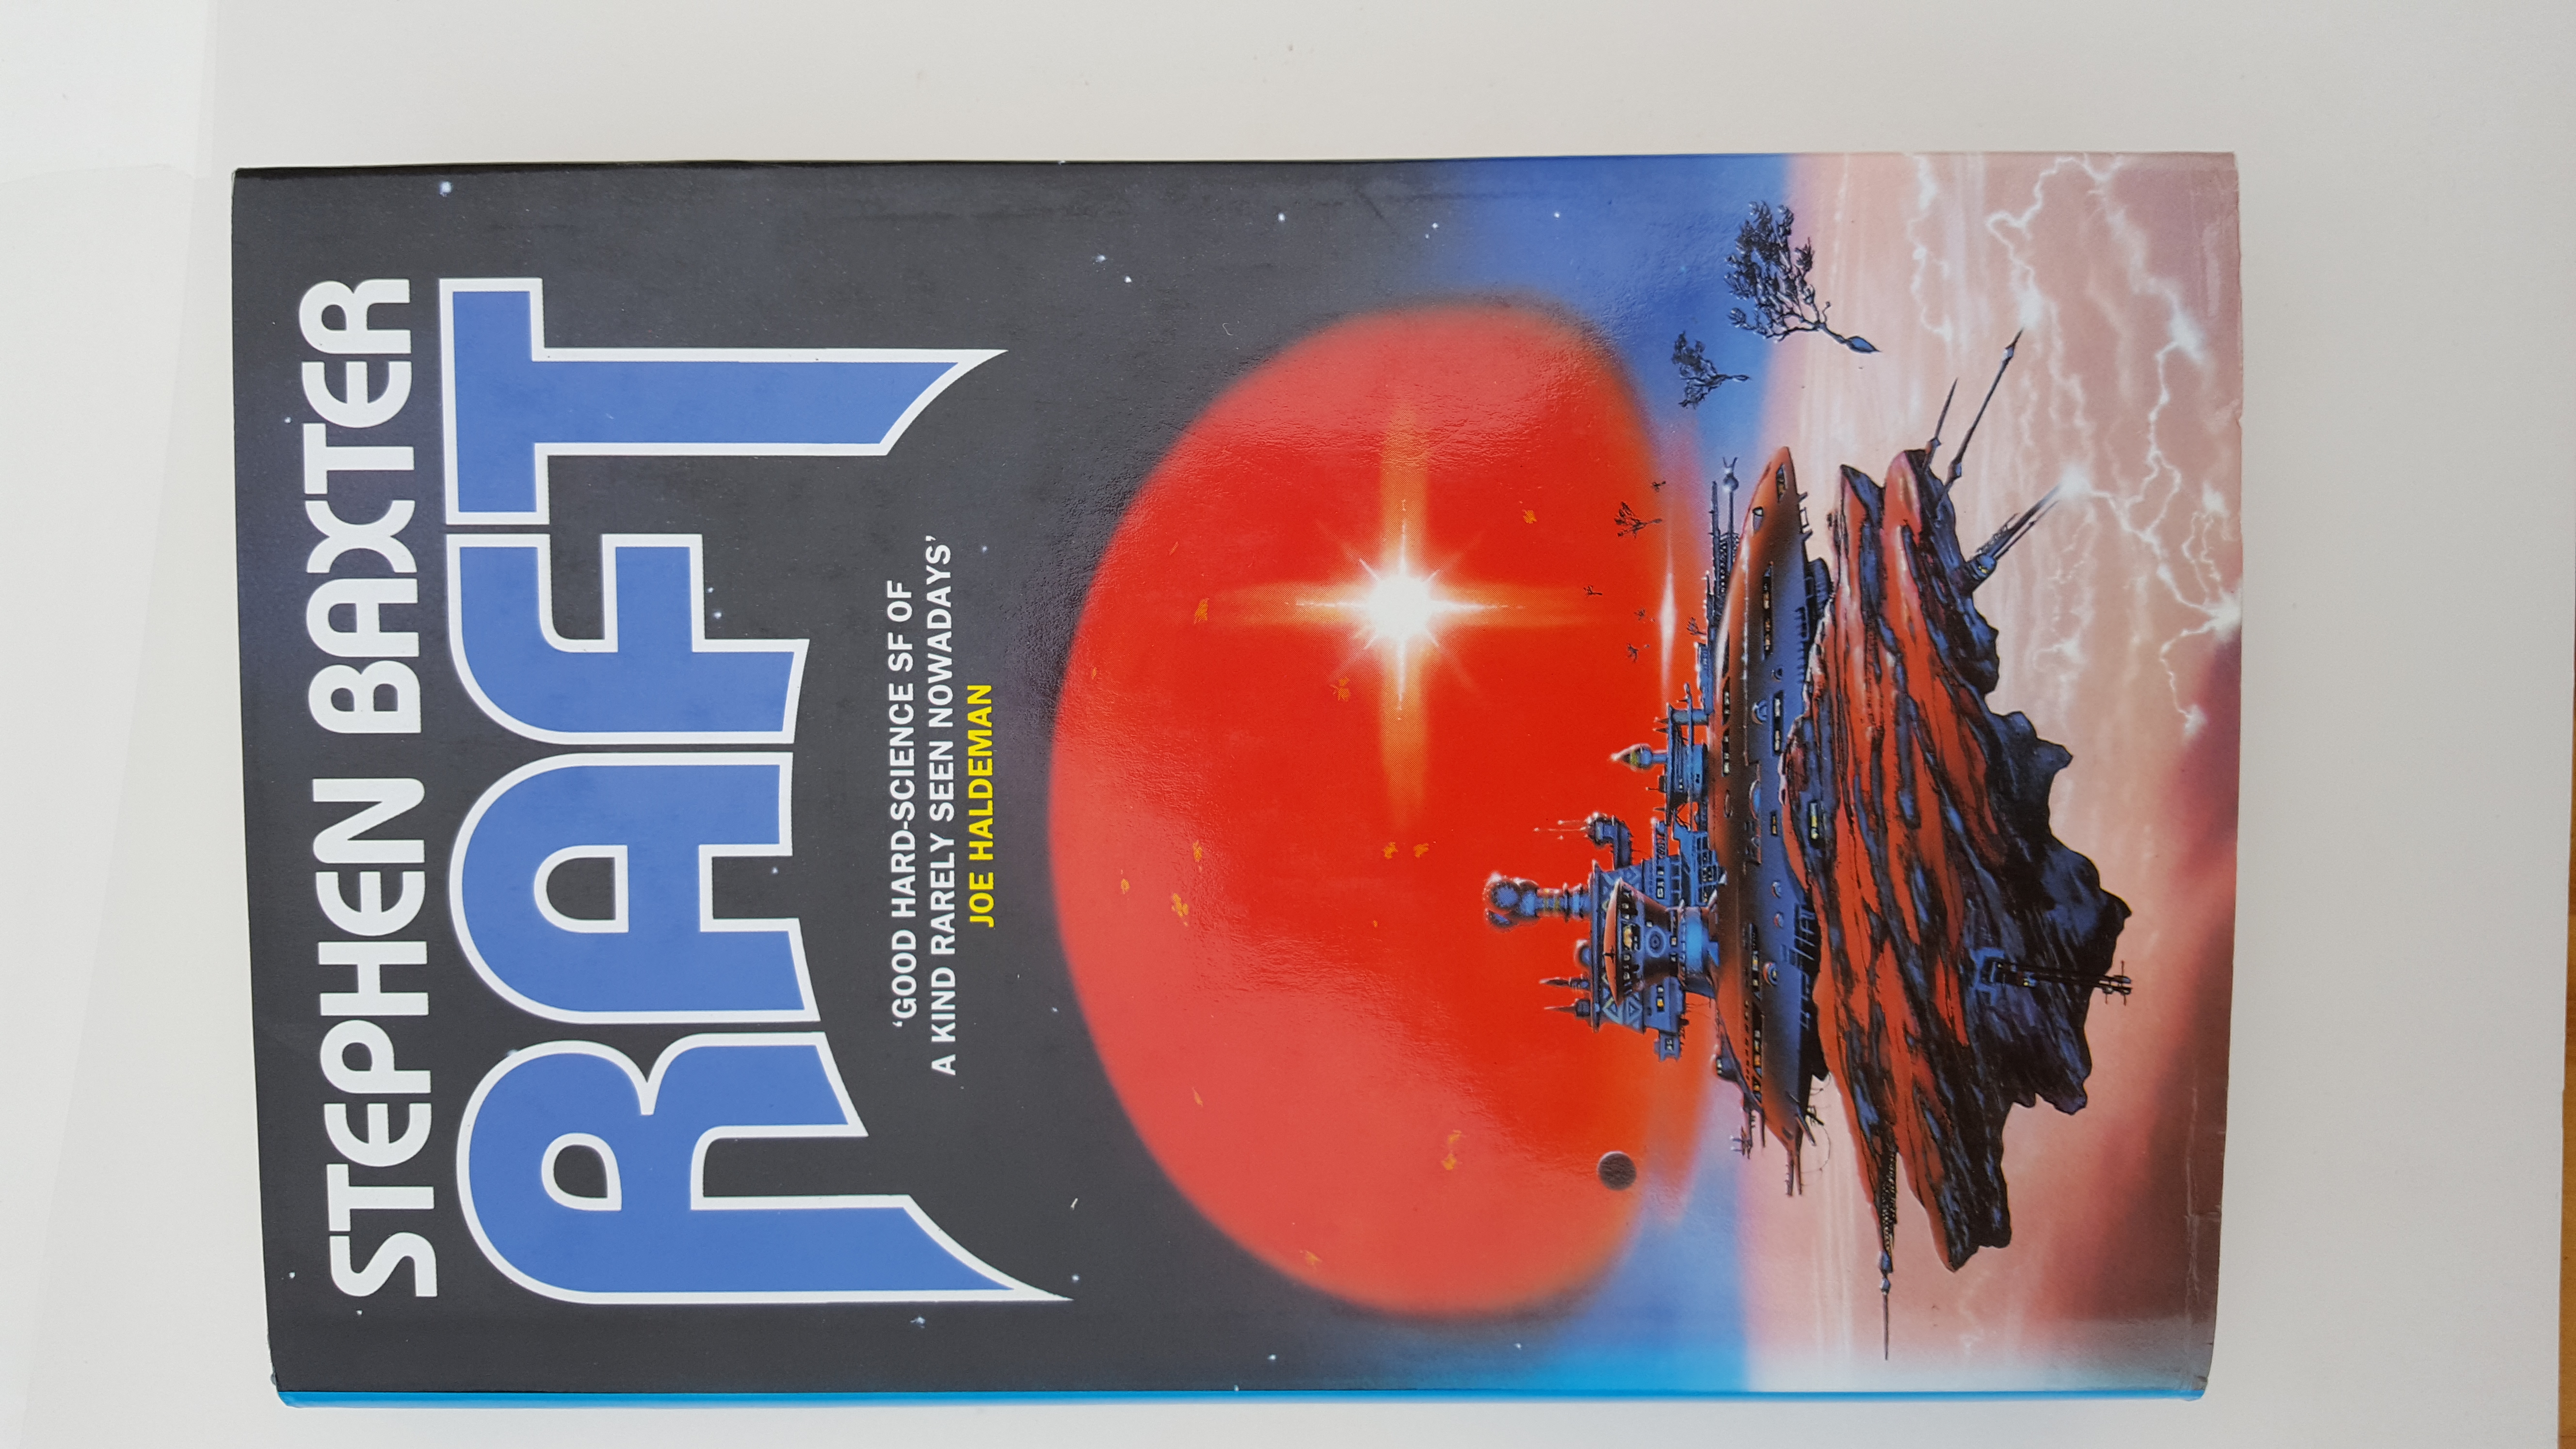 STEPHEN BAXTER
RAFT
'GOOD HARD-SCIENCE SF OF
A KIND RARELY SEEN NOWADAYS'
JOE HALDEMAN